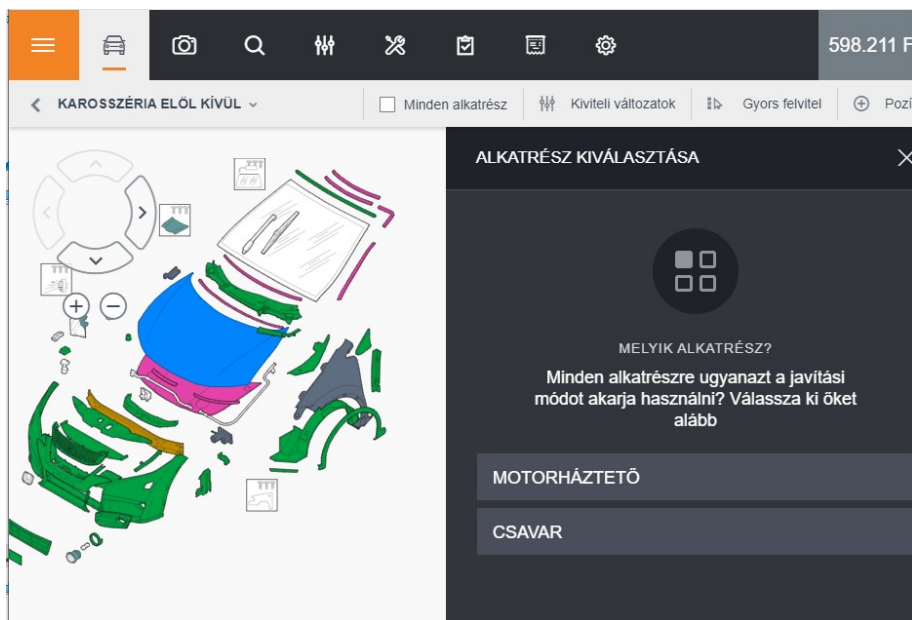 598.211 F
KAROSSZÉRIA ELÖL KÍVÜL
Minden alkatrész
Kiviteli változatok
Gyors felvitel
Pozí
ALKATRÉSZ KIVÁLASZTÁSA
MELYIK ALKATRÉSZ?
Minden alkatrészre ugyanazt a javítási
módot akarja használni? Válassza ki őket
alább
MOTORHÁZTETŐ
CSAVAR